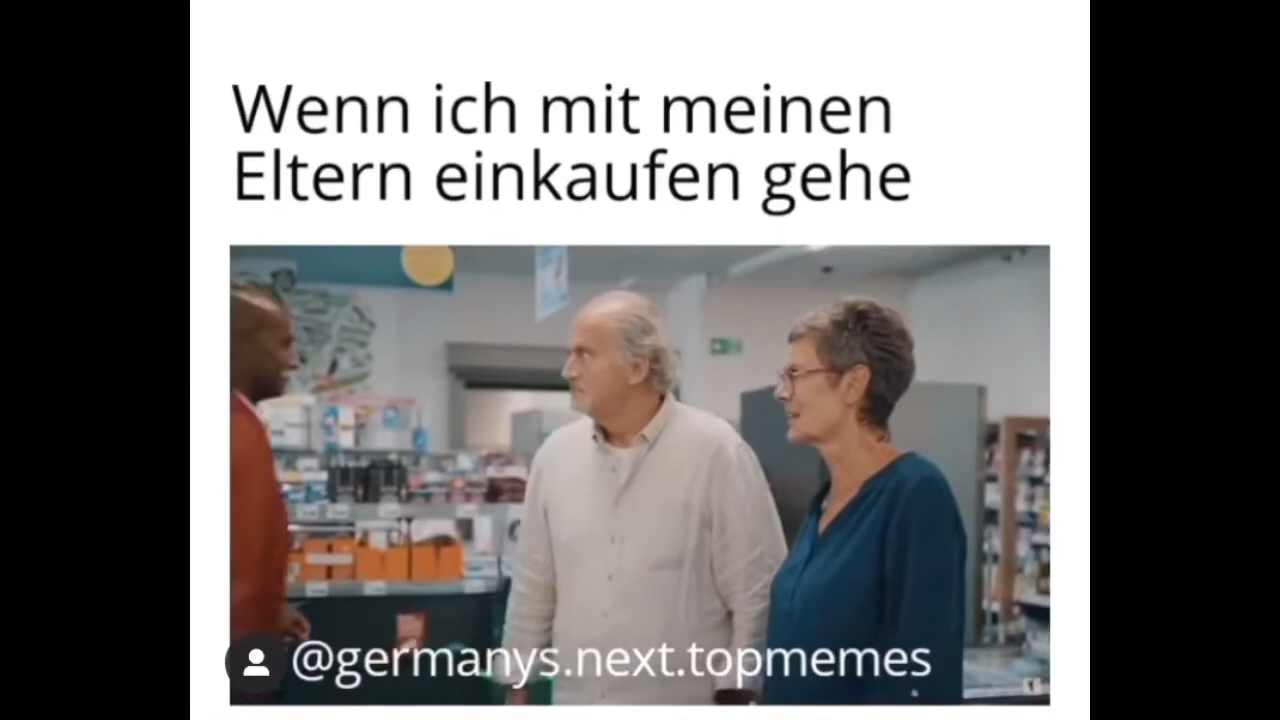 Wenn ich mit meinen
Eltern einkaufen gehe
@germanys.next.topmemes